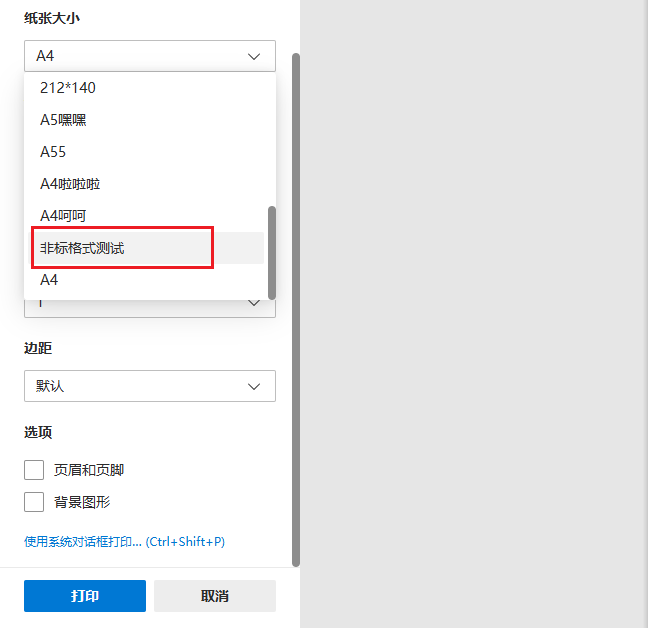 纸张大小
A4
212*140
A5嘿嘿
A55
A4啦啦啦
A4呵呵
非标格式测试
A4
边距
默认
选项
页眉和页脚
背景图形
使用系统对话框打印... (Ctrl+Shift+P)
打印
取消